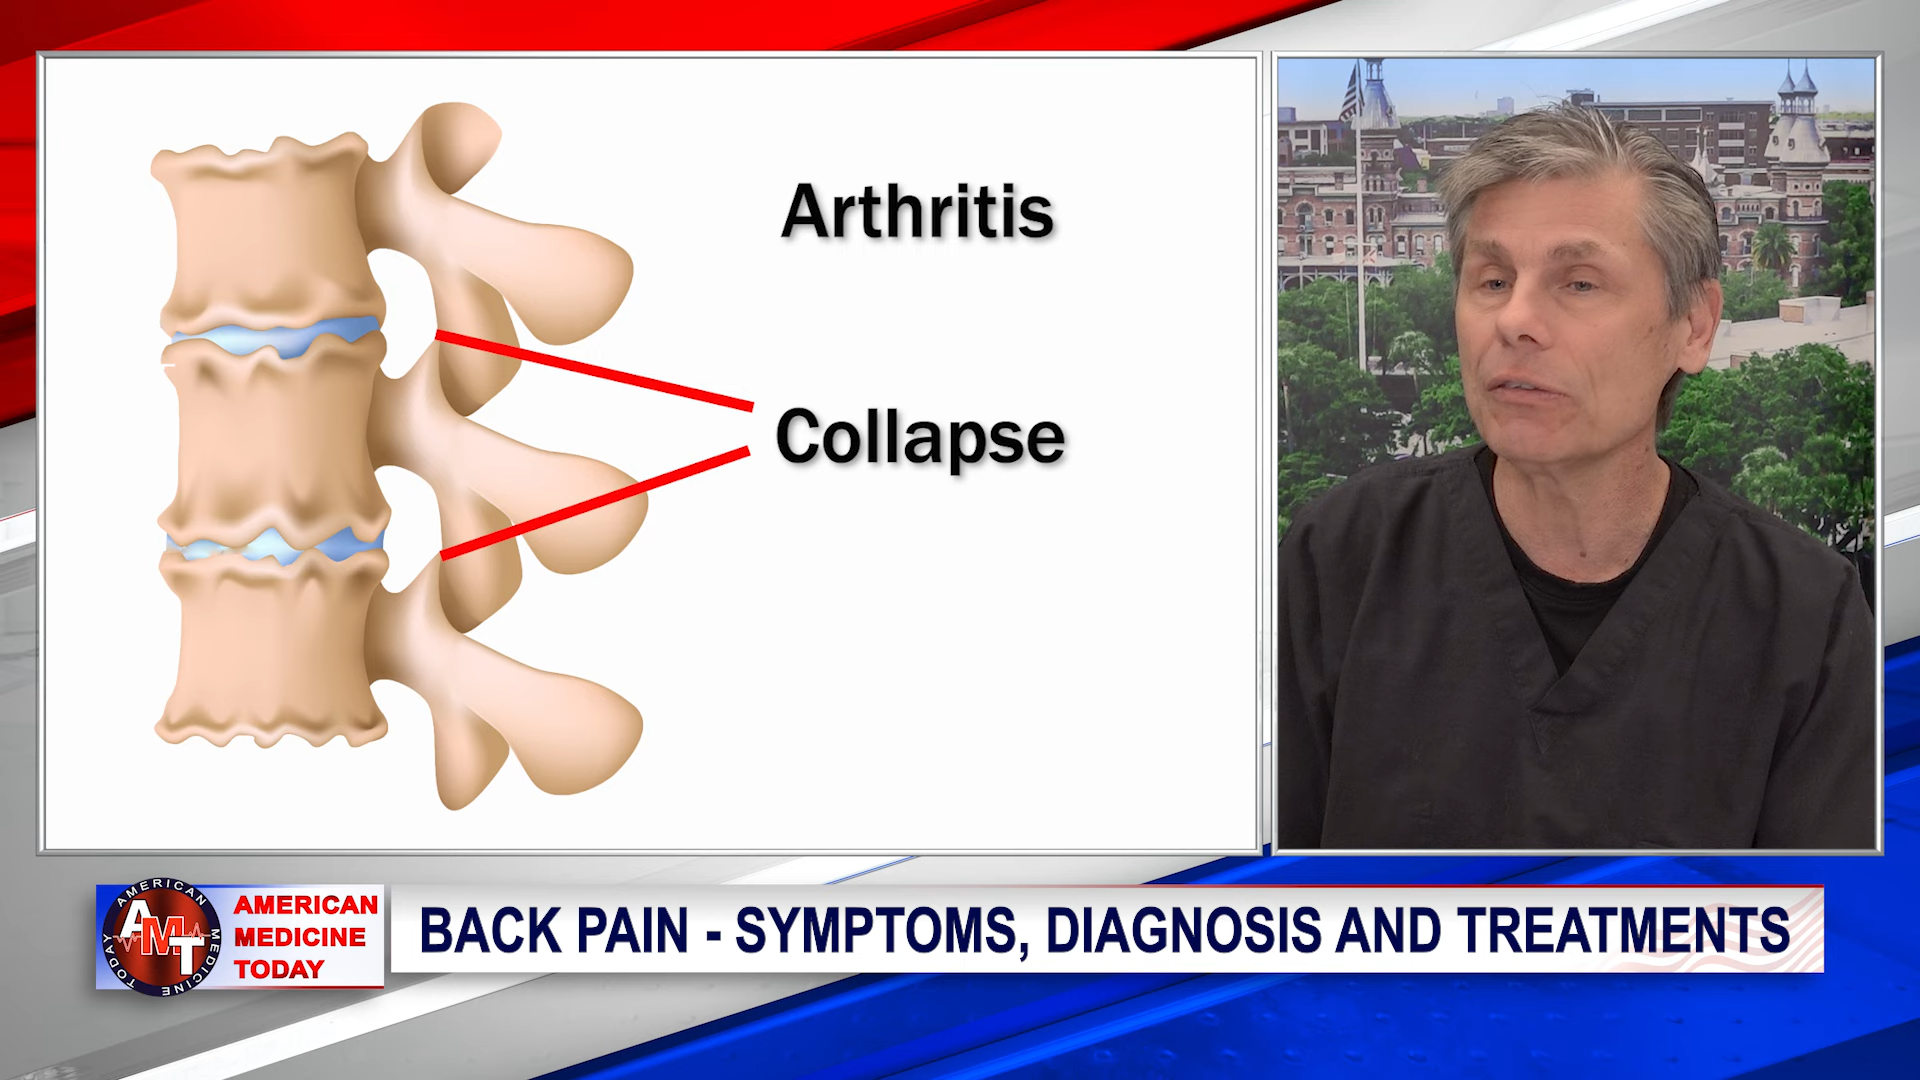 Arthritis
Collapse
AMERICAN
MEDICINE
TODAY
AMT
AMERICAN
MEDICINE
TODAY
BACK PAIN - SYMPTOMS, DIAGNOSIS AND TREATMENTS